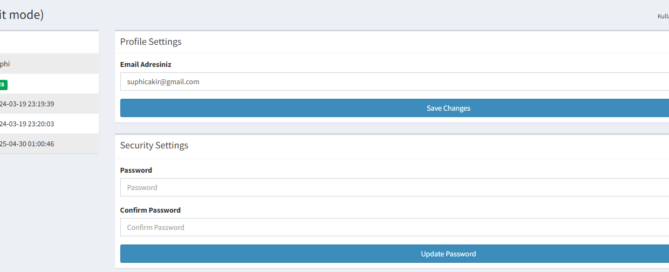 it mode)
Kull
Profile Settings
phi
Email Adresiniz
suphicakir@gmail.com
24-03-19 23:19:39
Save Changes
24-03-19 23:20:03
25-04-30 01:00:46
Security Settings
Password
Password
Confirm Password
Confirm Password
Update Password